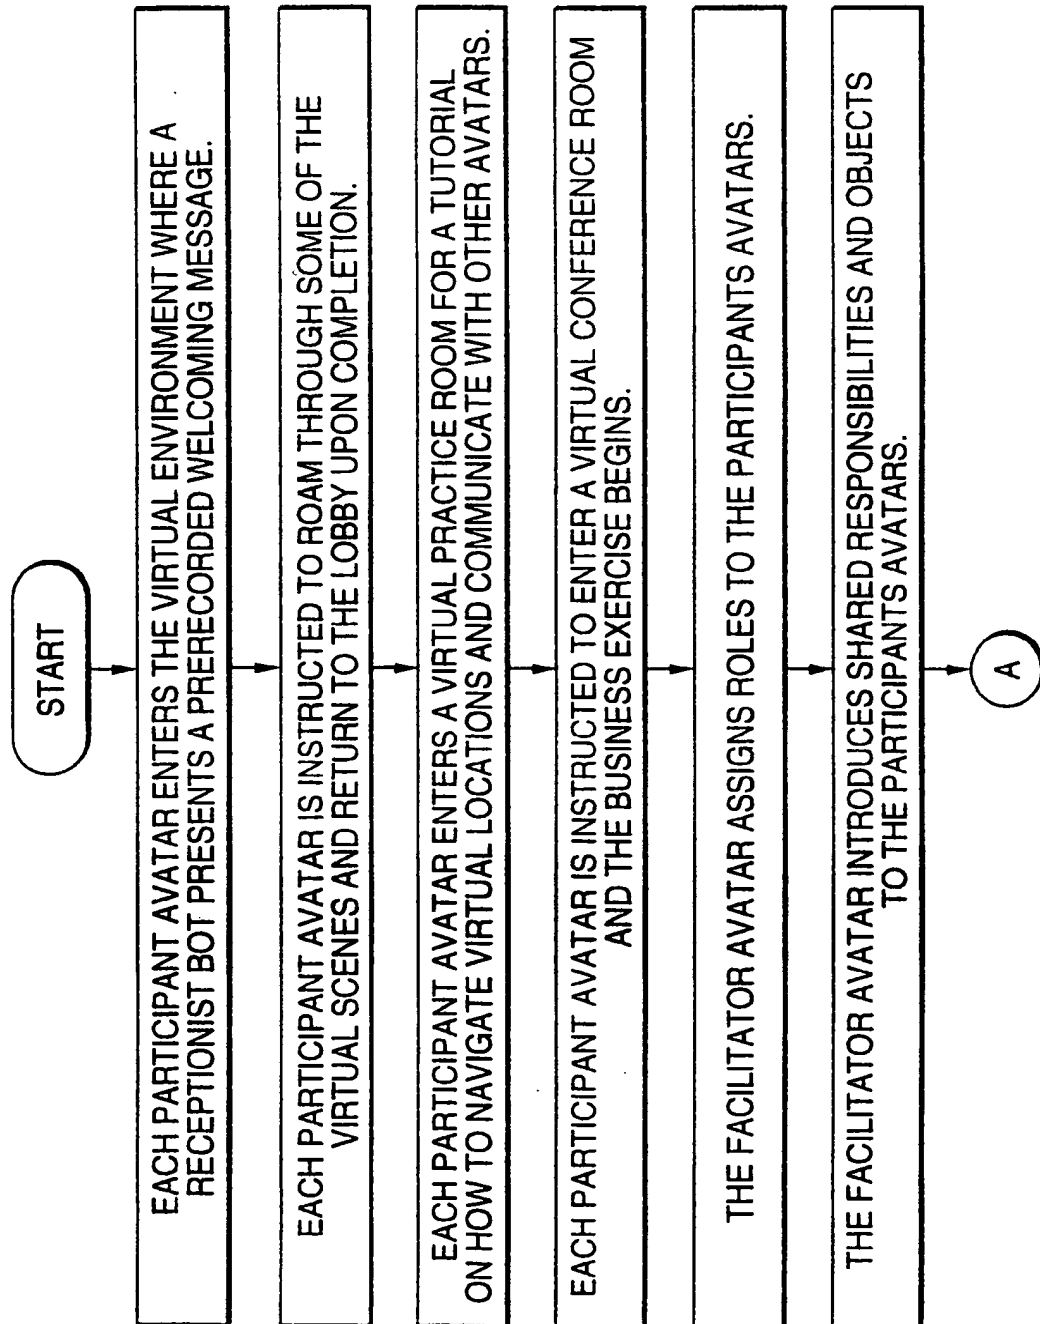 START
EACH PARTICIPANT AVATAR ENTERS THE VIRTUAL ENVIRONMENT WHERE A
RECEPTIONIST BOT PRESENTS A PRERECORDED WELCOMING MESSAGE.
EACH PARTICIPANT AVATAR IS INSTRUCTED TO ROAM THROUGH SOME OF THE
VIRTUAL SCENES AND RETURN TO THE LOBBY UPON COMPLETION.
EACH PARTICIPANT AVATAR ENTERS A VIRTUAL PRACTICE ROOM FOR A TUTORIAL
ON HOW TO NAVIGATE VIRTUAL LOCATIONS AND COMMUNICATE WITH OTHER AVATARS.
EACH PARTICIPANT AVATAR IS INSTRUCTED TO ENTER A VIRTUAL CONFERENCE ROOM
AND THE BUSINESS EXERCISE BEGINS.
THE FACILITATOR AVATAR ASSIGNS ROLES TO THE PARTICIPANTS AVATARS.
THE FACILITATOR AVATAR INTRODUCES SHARED RESPONSIBILITIES AND OBJECTS
TO THE PARTICIPANTS AVATARS.
A